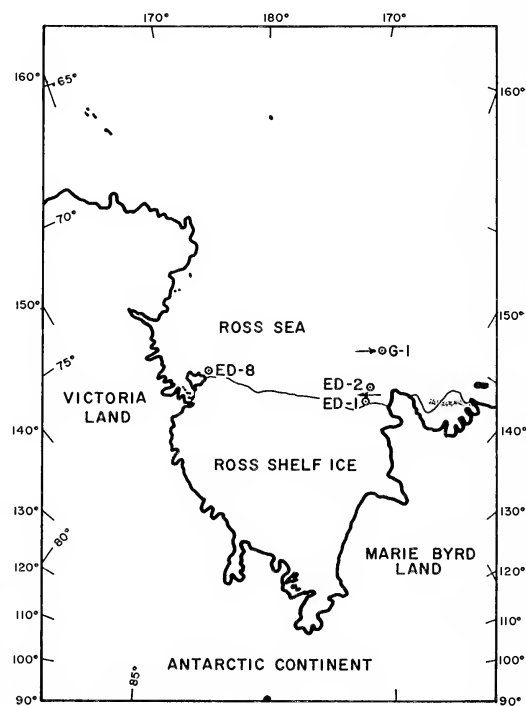 170° 180° 170°
160° 65° 160°
70°
150° ROSS SEA 150°
G-1
ED-8
75°
ED-2
ED-1
VICTORIA
LAND
140° 140°
ROSS SHELF ICE
130° 130°
80°
MARIE BYRD
LAND
120° 120°
110° 110°
100° ANTARCTIC CONTINENT 100°
85°
90° 90°